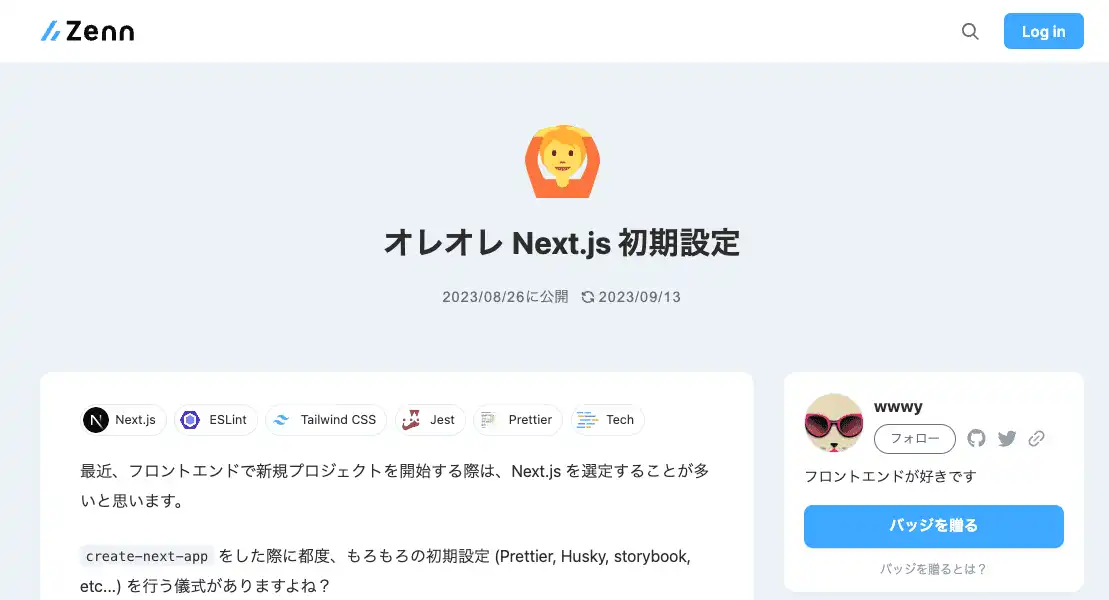 Zenn
Log in
オレオレ Next.js 初期設定
2023/08/26に公開 2023/09/13
Next.js ESLint Tailwind CSS Jest Prettier Tech
最近、フロントエンドで新規プロジェクトを開始する際は、Next.js を選定することが多
いと思います。
create-next-app をした際に都度、もろもろの初期設定 (Prettier, Husky, storybook,
etc...) を行う儀式がありますよね？
wwwy
フォロー
フロントエンドが好きです
バッジを贈る
バッジを贈るとは？